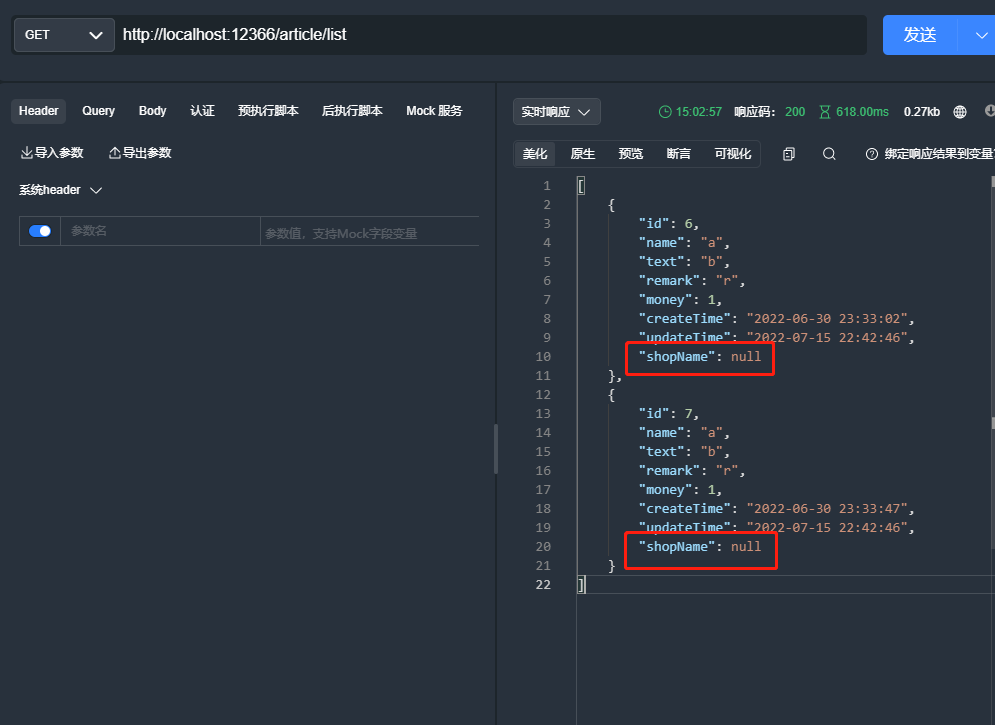 GET http://localhost:12366/article/list 发送
Header Query Body 认证 预执行脚本 后执行脚本 Mock 服务
导入参数 导出参数
系统header
参数名 参数值，支持Mock字段变量
实时响应 15:02:57 响应码： 200 618.00ms 0.27kb
美化 原生 预览 断言 可视化 绑定响应结果到变量
1 [
2 {
3 "id": 6,
4 "name": "a",
5 "text": "b",
6 "remark": "r",
7 "money": 1,
8 "createTime": "2022-06-30 23:33:02",
9 "updateTime": "2022-07-15 22:42:46",
10 "shopName": null
11 },
12 {
13 "id": 7,
14 "name": "a",
15 "text": "b",
16 "remark": "r",
17 "money": 1,
18 "createTime": "2022-06-30 23:33:47",
19 "updateTime": "2022-07-15 22:42:46",
20 "shopName": null
21 }
22 ]